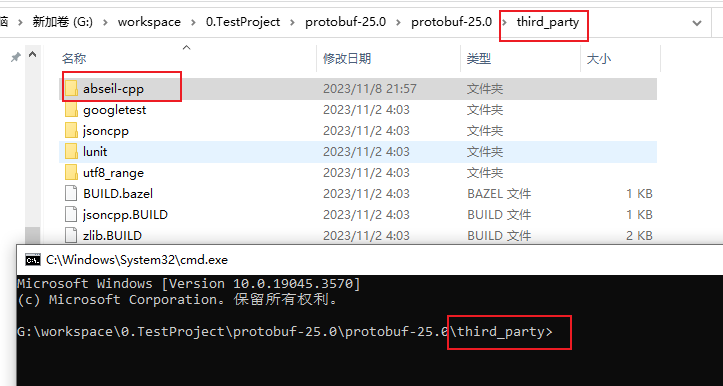 脑 › 新加卷 (G:) › workspace › 0.TestProject › protobuf-25.0 › protobuf-25.0 › third_party
名称 修改日期 类型 大小
abseil-cpp 2023/11/8 21:57 文件夹
googletest 2023/11/2 4:03 文件夹
jsoncpp 2023/11/2 4:03 文件夹
lunit 2023/11/2 4:03 文件夹
utf8_range 2023/11/2 4:03 文件夹
BUILD.bazel 2023/11/2 4:03 BAZEL 文件 1 KB
jsoncpp.BUILD 2023/11/2 4:03 BUILD 文件 1 KB
zlib.BUILD 2023/11/2 4:03 BUILD 文件 2 KB
C:\Windows\System32\cmd.exe
Microsoft Windows [Version 10.0.19045.3570]
(c) Microsoft Corporation。保留所有权利。
G:\workspace\0.TestProject\protobuf-25.0\protobuf-25.0\third_party>